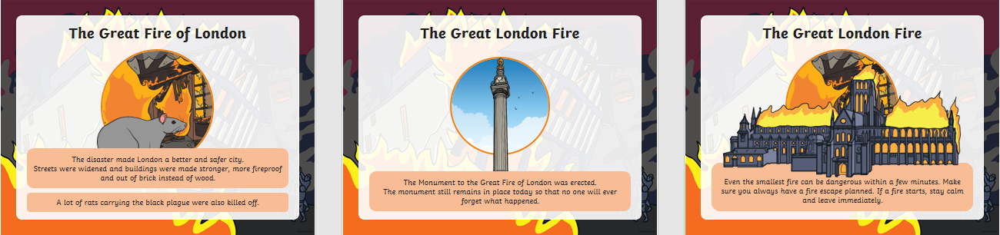 The Great Fire of London
The disaster made London a better and safer city.
Streets were widened and buildings were made stronger, more fireproof
and out of brick instead of wood.
A lot of rats carrying the black plague were also killed off.
The Great London Fire
The Monument to the Great Fire of London was erected.
The monument still remains in place today so that no one will ever
forget what happened.
The Great London Fire
Even the smallest fire can be dangerous within a few minutes. Make
sure you always have a fire escape planned. If a fire starts, stay calm
and leave immediately.